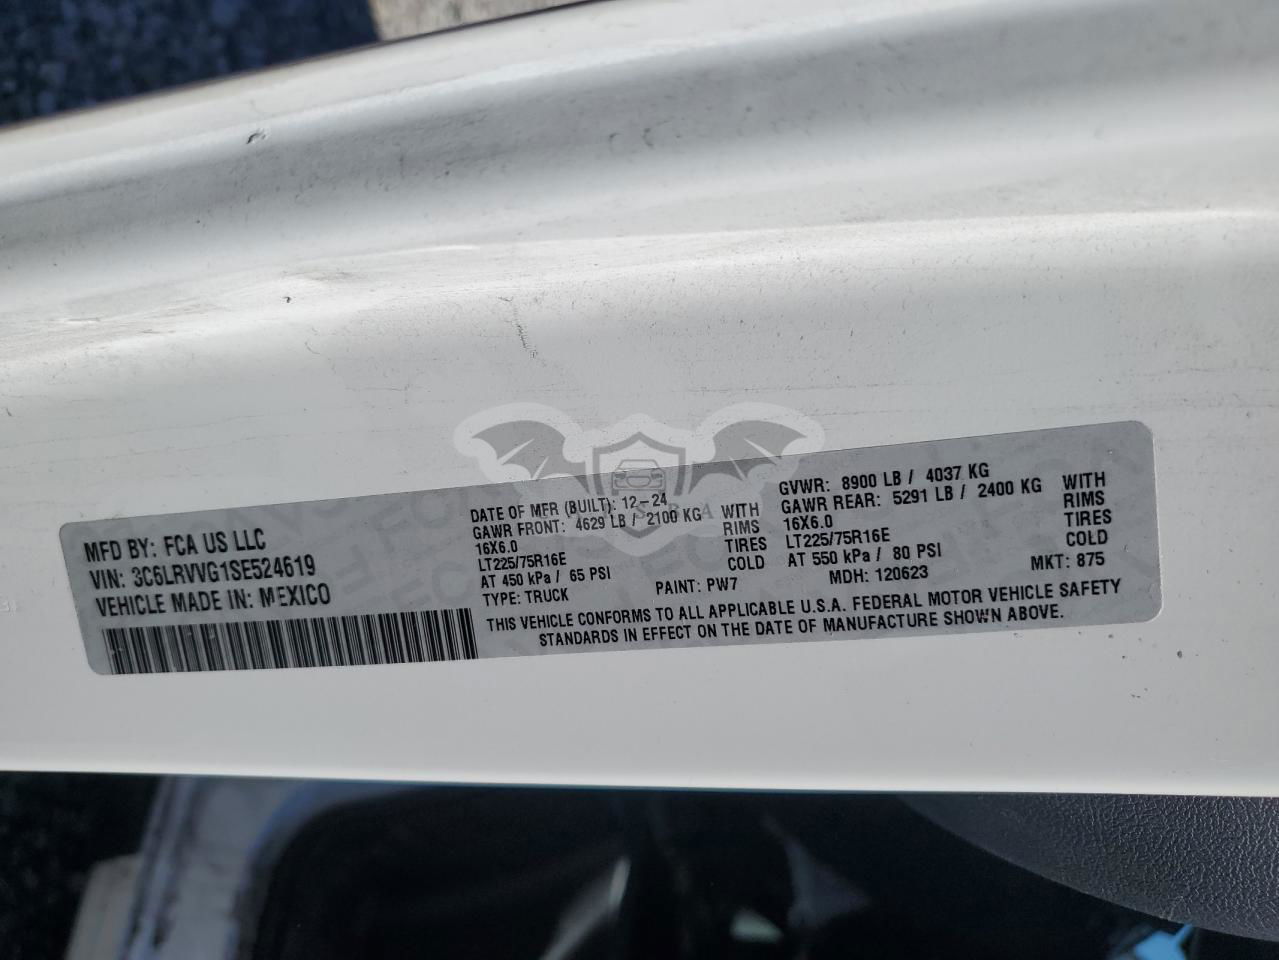 MFD BY: FCA US LLC
VIN: 3C6LRVVG1SE524619
VEHICLE MADE IN: MEXICO
DATE OF MFR (BUILT): 12-24
GAWR FRONT: 4629 LB / 2100 KG WITH
16X6.0 RIMS
LT225/75R16E TIRES
AT 450 kPa / 65 PSI COLD
TYPE: TRUCK PAINT: PW7
GVWR: 8900 LB / 4037 KG
GAWR REAR: 5291 LB / 2400 KG WITH
16X6.0 RIMS
LT225/75R16E TIRES
AT 550 kPa / 80 PSI COLD
MDH: 120623 MKT: 875
THIS VEHICLE CONFORMS TO ALL APPLICABLE U.S.A. FEDERAL MOTOR VEHICLE SAFETY
STANDARDS IN EFFECT ON THE DATE OF MANUFACTURE SHOWN ABOVE.